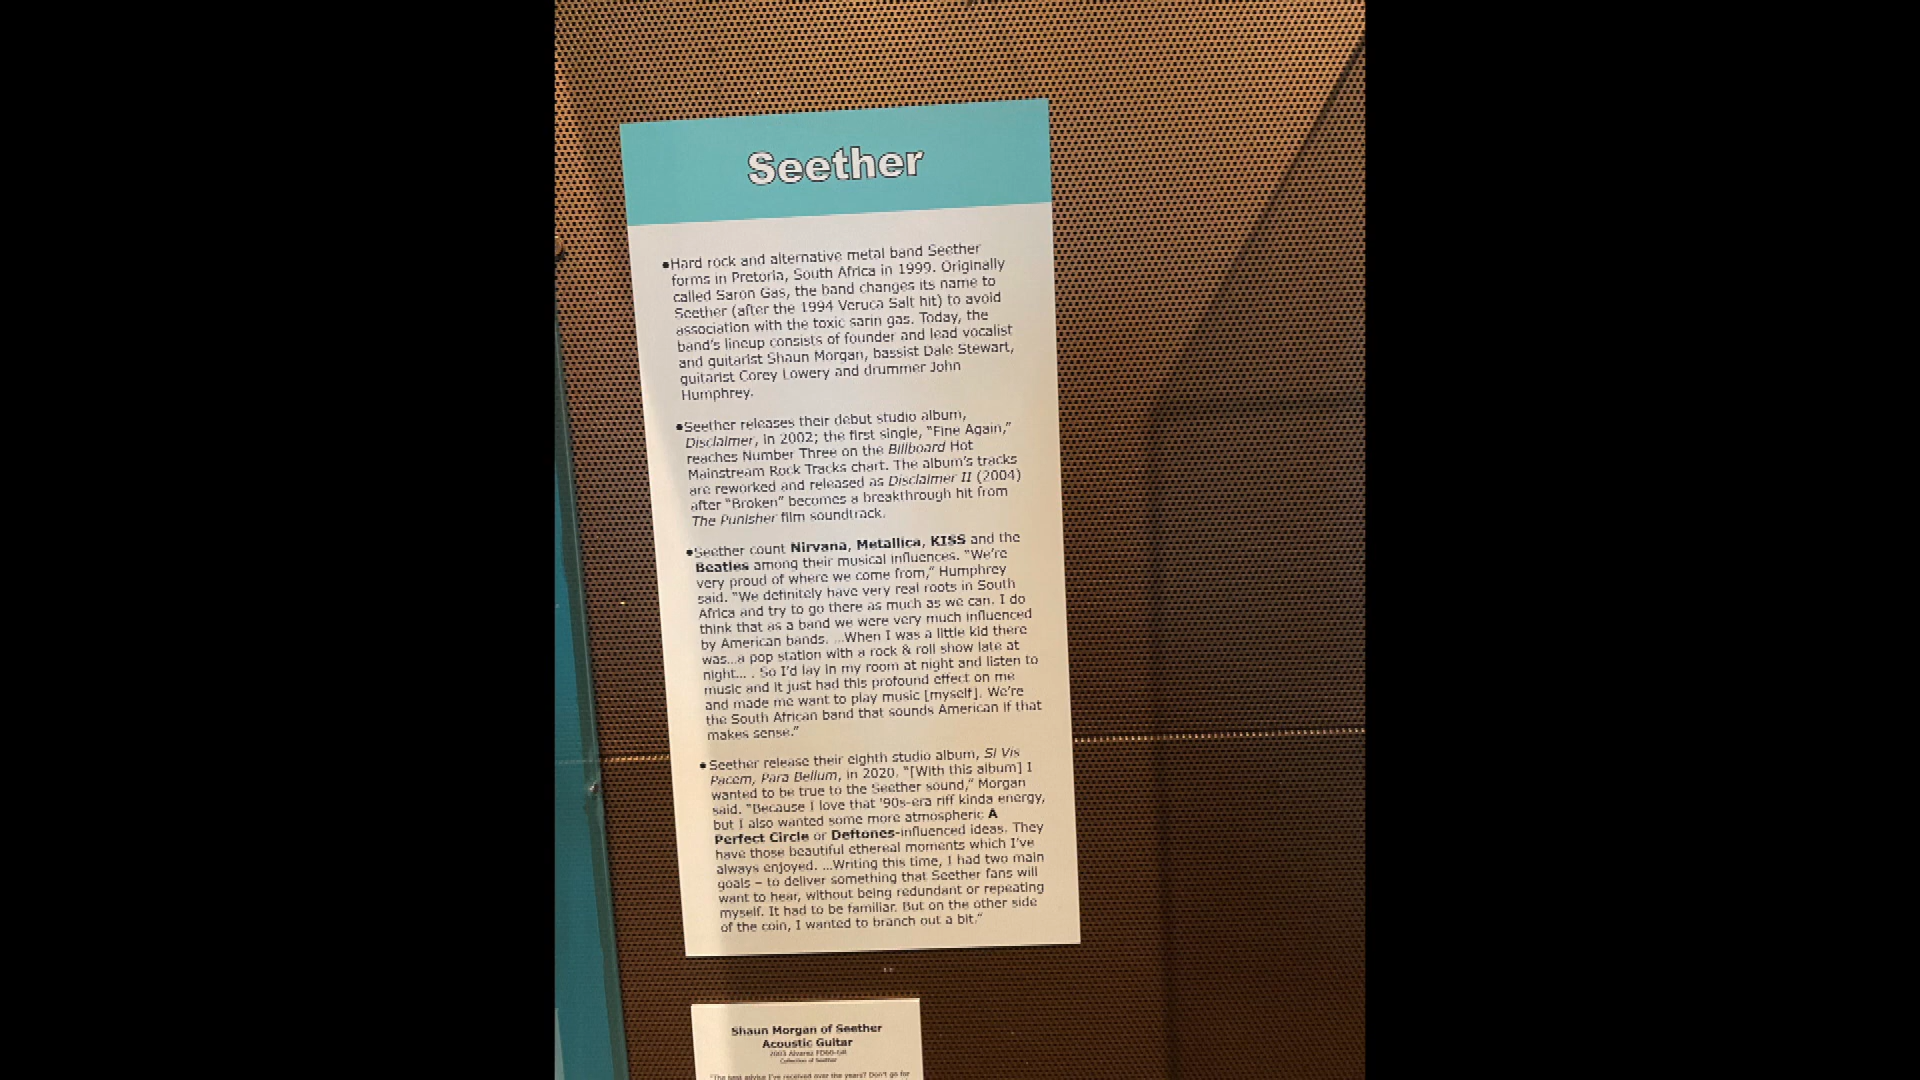 Seether
•Hard rock and alternative metal band Seether
forms in Pretoria, South Africa in 1999. Originally
called Saron Gas, the band changes its name to
Seether (after the 1994 Veruca Salt hit) to avoid
association with the toxic sarin gas. Today, the
band's lineup consists of founder and lead vocalist
and guitarist Shaun Morgan, bassist Dale Stewart,
guitarist Corey Lowery and drummer John
Humphrey.
•Seether releases their debut studio album,
Disclaimer, in 2002; the first single, “Fine Again,”
reaches Number Three on the Billboard Hot
Mainstream Rock Tracks chart. The album's tracks
are reworked and released as Disclaimer II (2004)
after “Broken” becomes a breakthrough hit from
The Punisher film soundtrack.
•Seether count Nirvana, Metallica, KISS and the
Beatles among their musical influences. “We're
very proud of where we come from,” Humphrey
said. “We definitely have very real roots in South
Africa and try to go there as much as we can. I do
think that as a band we were very much influenced
by American bands. ...When I was a little kid there
was...a pop station with a rock & roll show late at
night... . So I'd lay in my room at night and listen to
music and it just had this profound effect on me
and made me want to play music [myself]. We're
the South African band that sounds American if that
makes sense.”
•Seether release their eighth studio album, Si Vis
Pacem, Para Bellum, in 2020. “[With this album] I
wanted to be true to the Seether sound,” Morgan
said. “Because I love that '90s-era riff kinda energy,
but I also wanted some more atmospheric A
Perfect Circle or Deftones-influenced ideas. They
have those beautiful ethereal moments which I've
always enjoyed. ...Writing this time, I had two main
goals – to deliver something that Seether fans will
want to hear, without being redundant or repeating
myself. It had to be familiar. But on the other side
of the coin, I wanted to branch out a bit.”
Shaun Morgan of Seether
Acoustic Guitar
2003 Alvarez
Collection of Seether
“The best advice I've received over the years? Don't go for